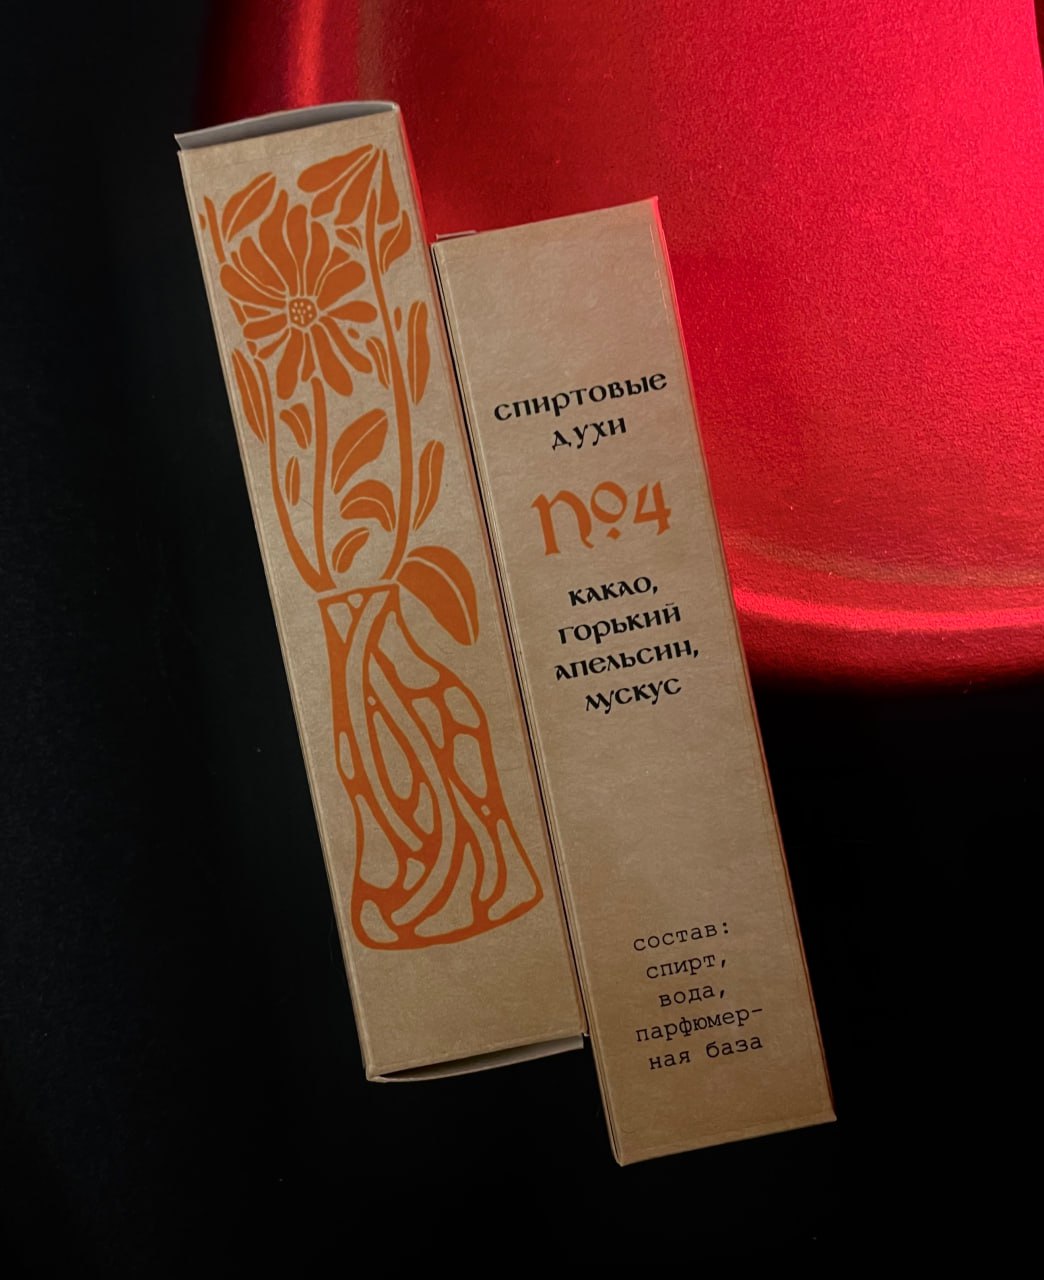 спиртовые
духи
№4
какао,
горький
апельсин,
мускус
состав:
спирт,
вода,
парфюмер-
ная база